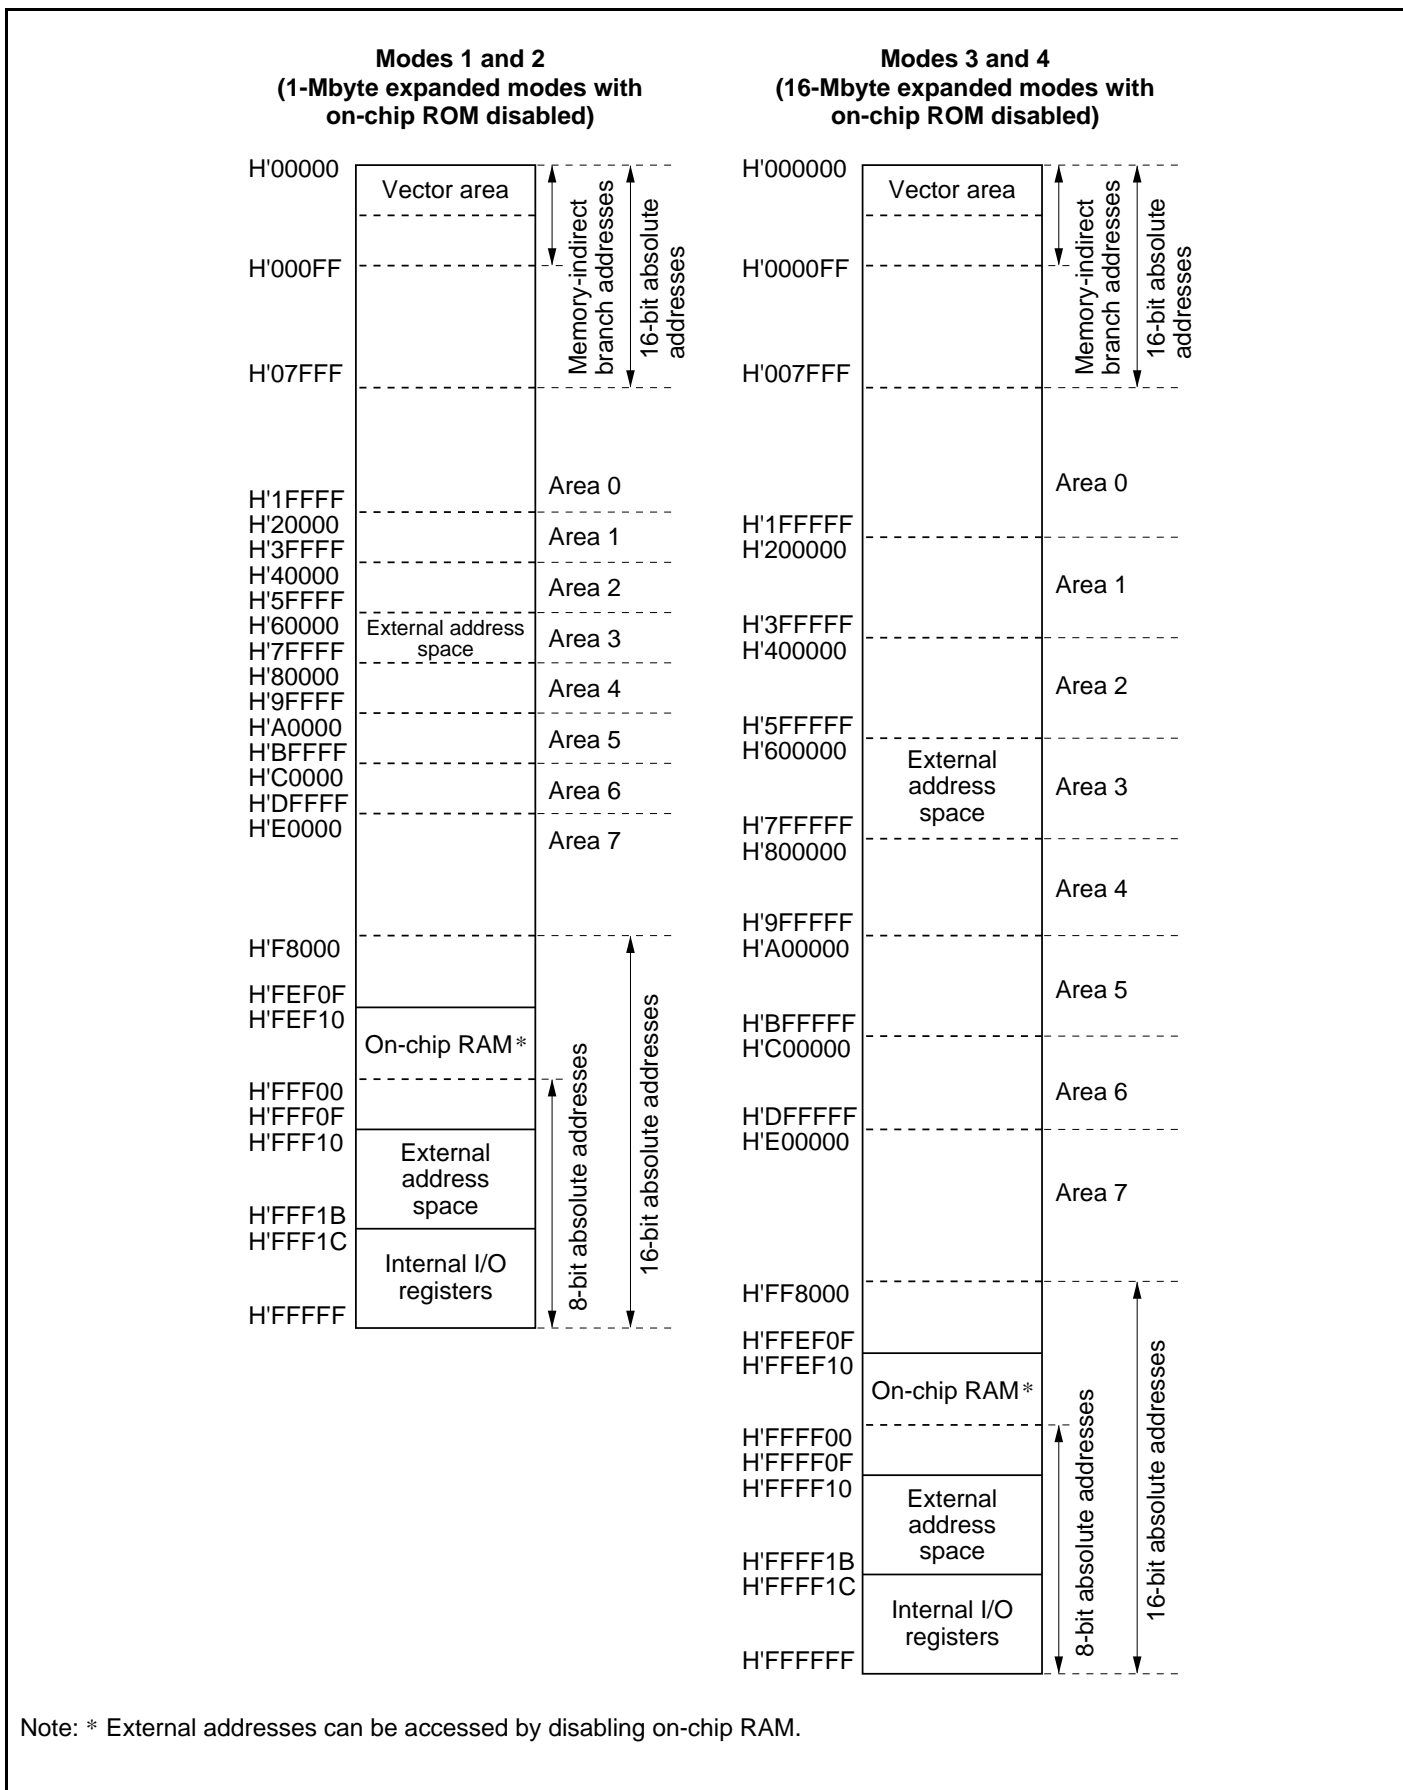 Modes 1 and 2
(1-Mbyte expanded modes with
on-chip ROM disabled)
H'00000
Vector area
H'000FF
H'07FFF
Memory-indirect
branch addresses
16-bit absolute
addresses
H'1FFFF
Area 0
H'20000
H'3FFFF
Area 1
H'40000
H'5FFFF
Area 2
H'60000
H'7FFFF
External address
space
Area 3
H'80000
H'9FFFF
Area 4
H'A0000
H'BFFFF
Area 5
H'C0000
H'DFFFF
Area 6
H'E0000
Area 7
H'F8000
H'FEF0F
H'FEF10
On-chip RAM*
H'FFF00
H'FFF0F
H'FFF10
External
address
space
H'FFF1B
H'FFF1C
Internal I/O
registers
H'FFFFF
8-bit absolute addresses
16-bit absolute addresses
Modes 3 and 4
(16-Mbyte expanded modes with
on-chip ROM disabled)
H'000000
Vector area
H'0000FF
H'007FFF
Memory-indirect
branch addresses
16-bit absolute
addresses
Area 0
H'1FFFFF
H'200000
Area 1
H'3FFFFF
H'400000
Area 2
H'5FFFFF
H'600000
External
address
space
Area 3
H'7FFFFF
H'800000
Area 4
H'9FFFFF
H'A00000
Area 5
H'BFFFFF
H'C00000
Area 6
H'DFFFFF
H'E00000
Area 7
H'FF8000
H'FFEF0F
H'FFEF10
On-chip RAM*
H'FFFF00
H'FFFF0F
H'FFFF10
External
address
space
H'FFFF1B
H'FFFF1C
Internal I/O
registers
H'FFFFFF
8-bit absolute addresses
16-bit absolute addresses
Note: * External addresses can be accessed by disabling on-chip RAM.